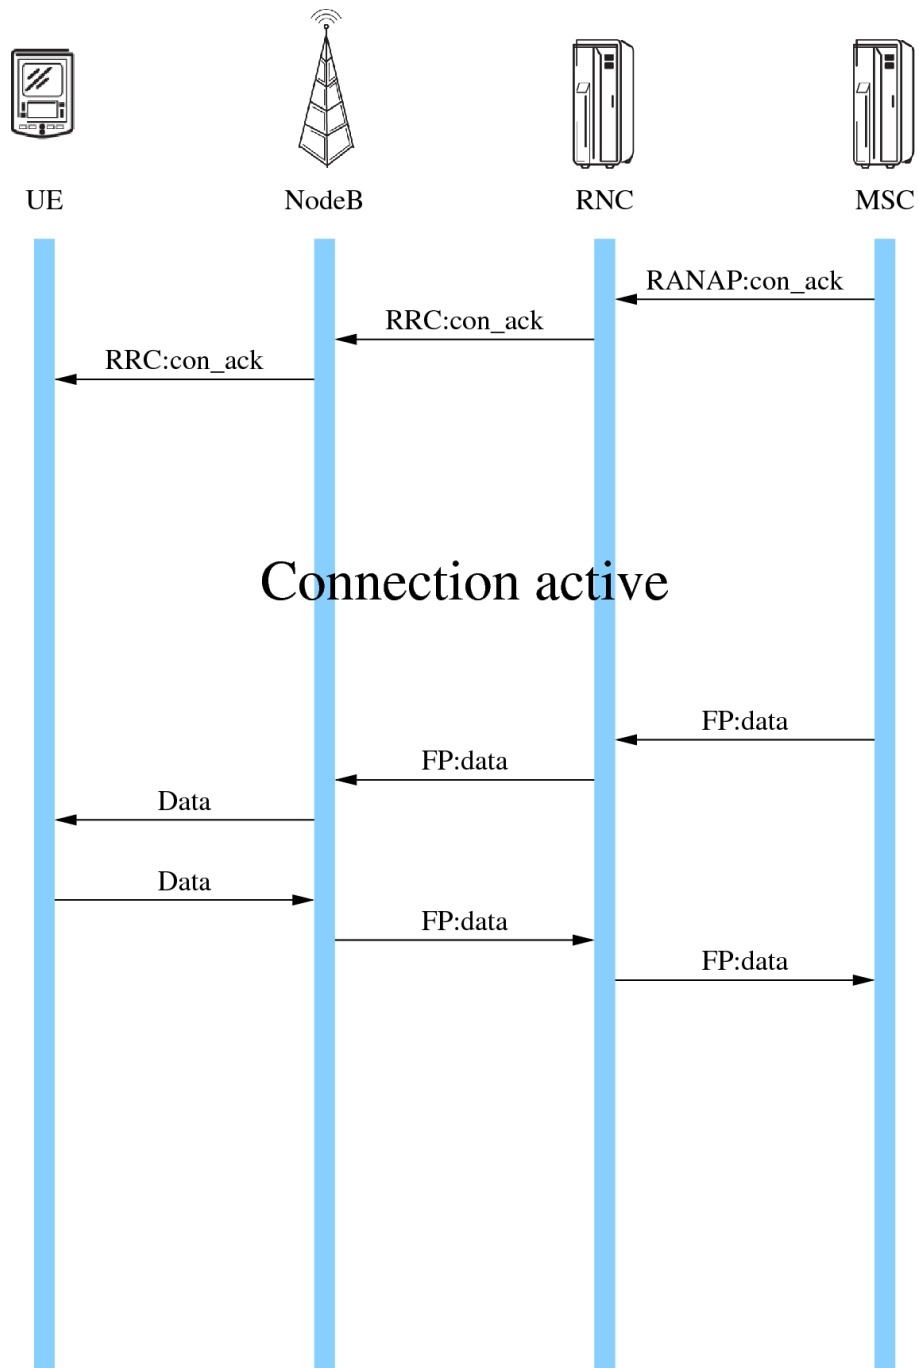 UE NodeB RNC MSC
RANAP:con_ack
RRC:con_ack
RRC:con_ack
Connection active
FP:data
FP:data
Data
Data
FP:data
FP:data